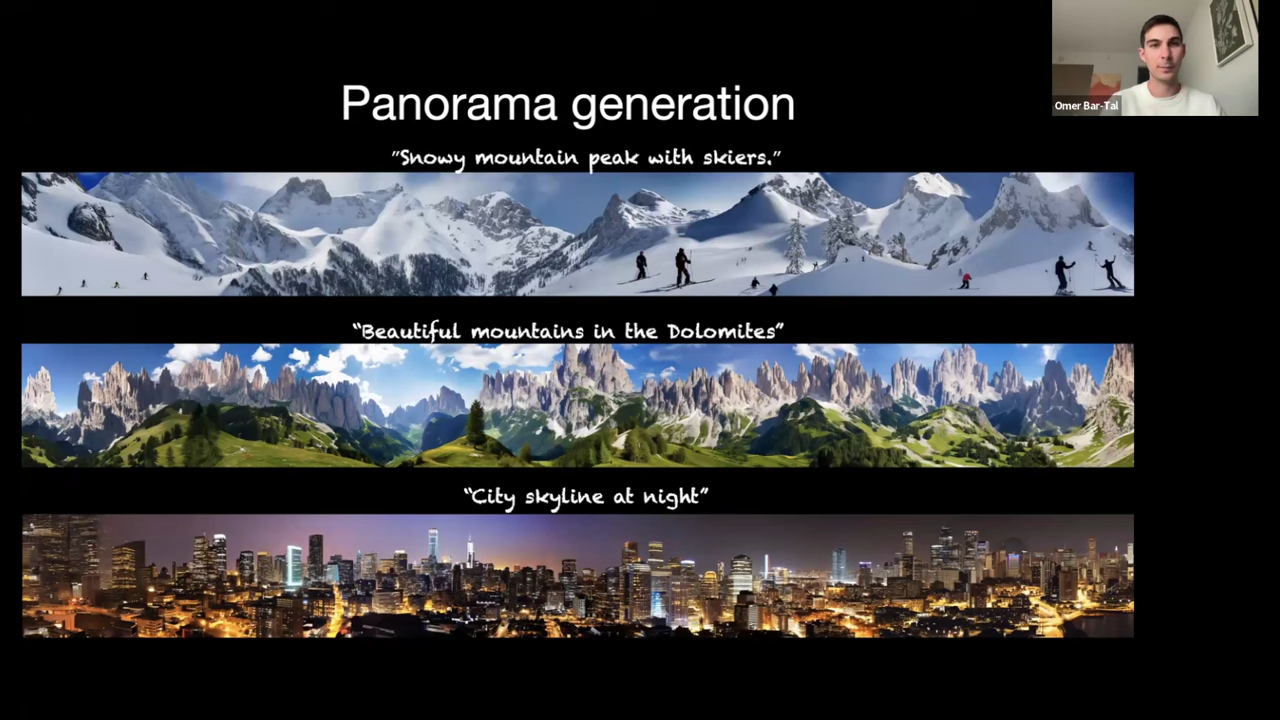 Panorama generation
"Snowy mountain peak with skiers."
Omer Bar-Tal
"Beautiful mountains in the Dolomites"
"City skyline at night"